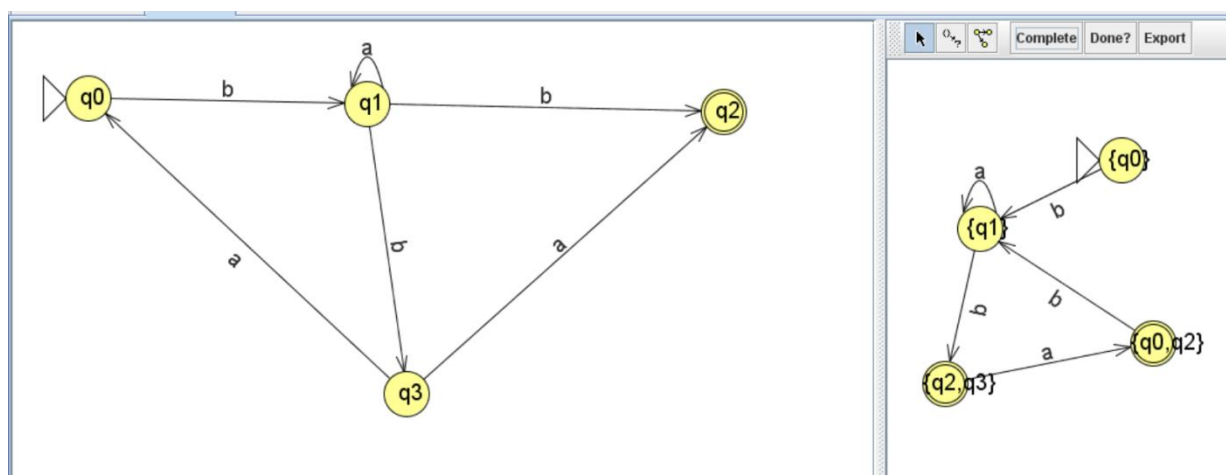 Complete Done? Export
a
q0 b q1 b q2
b
a
a
q3
{q0}
a
b
{q1}
b
b
{q0,q2}
a
{q2,q3}